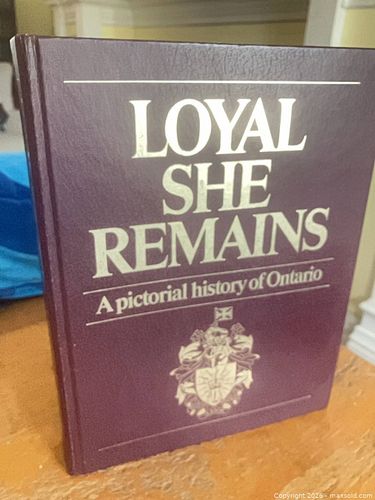 LOYAL
SHE
REMAINS
A pictorial history of Ontario
Copyright 2026 - maxsold.com